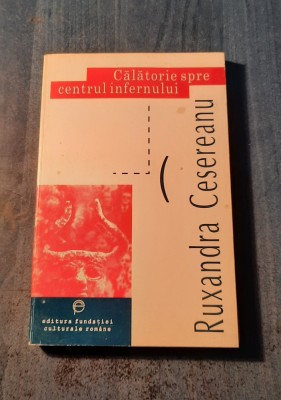 Călătorie spre
centrul infernului
Ruxandra Cesereanu
editura fundației
culturale române